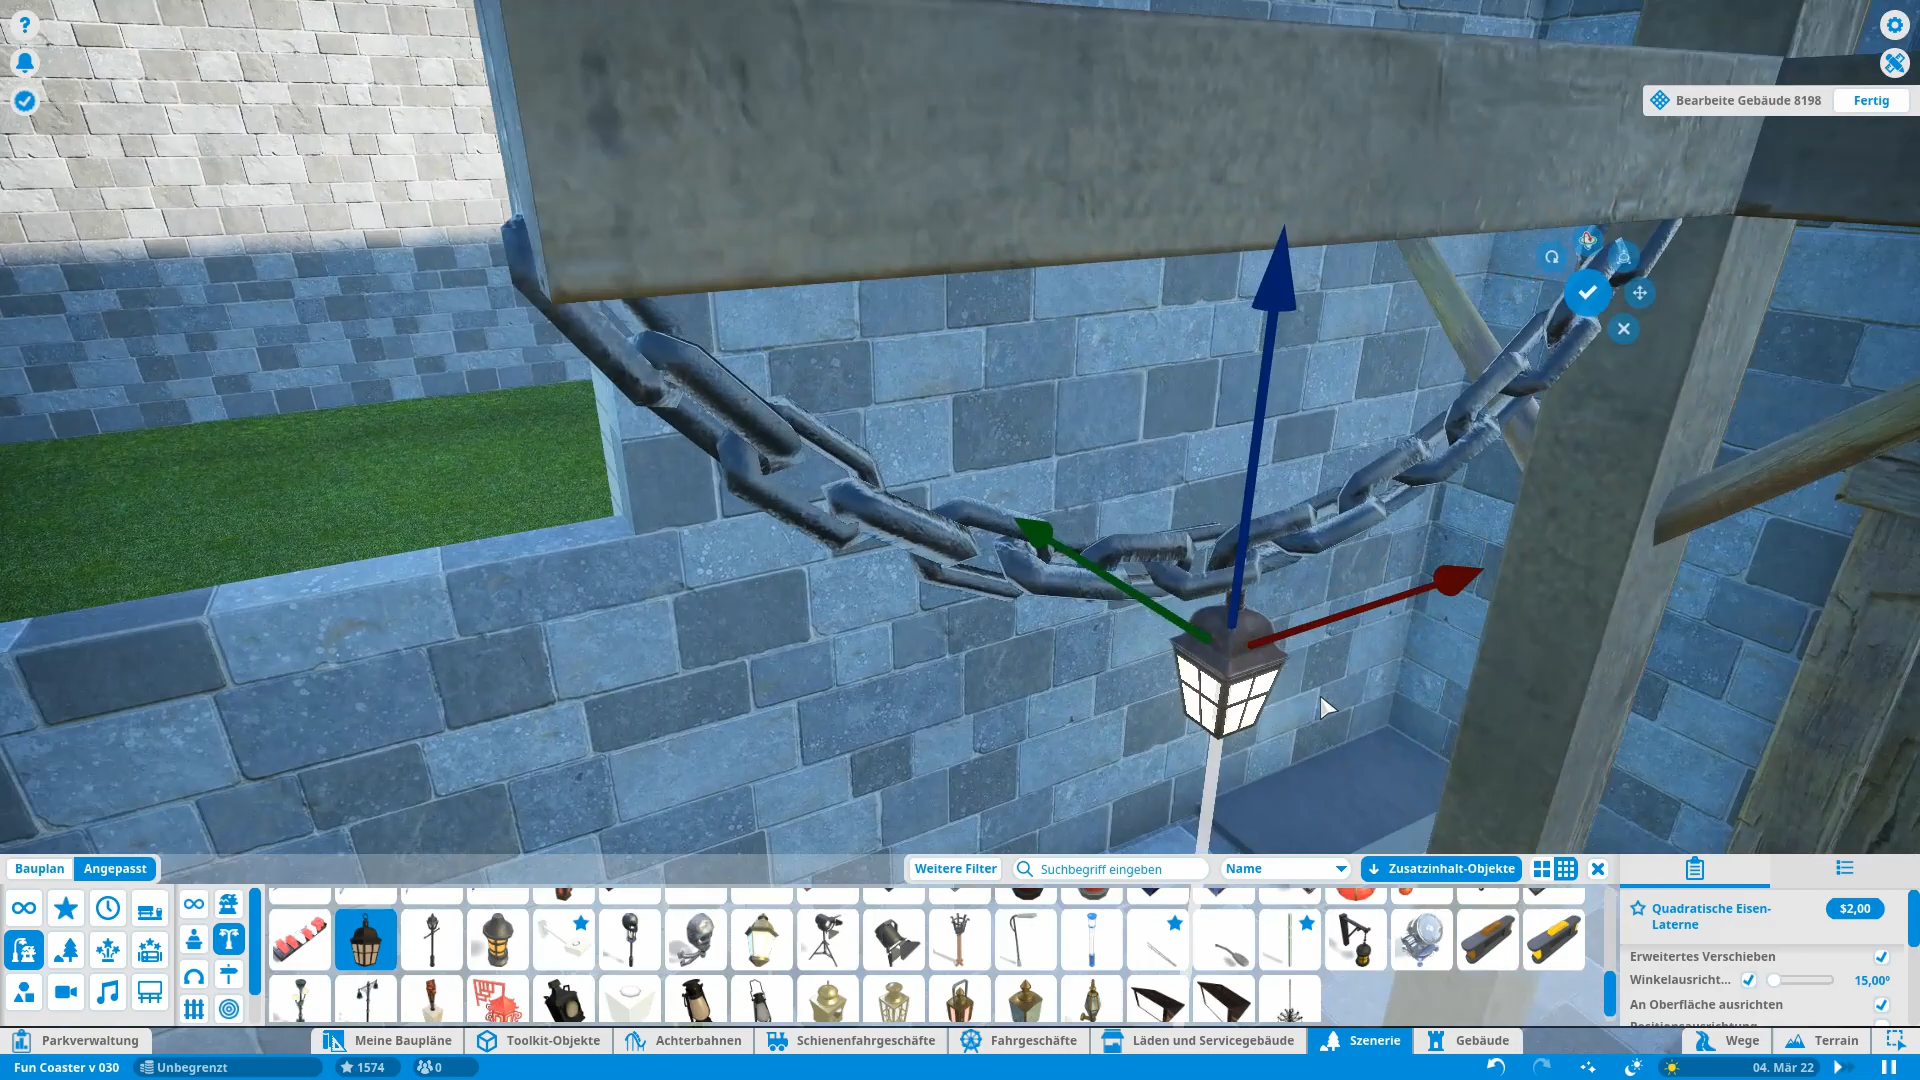 ?
Bearbeite Gebäude 8198
Fertig
Bauplan
Angepasst
Weitere Filter
Suchbegriff eingeben
Name
Zusatzinhalt-Objekte
Quadratische Eisen-
Laterne
$2,00
Erweitertes Verschieben
Winkelausricht...
15,00°
An Oberfläche ausrichten
Parkverwaltung
Meine Baupläne
Toolkit-Objekte
Achterbahnen
Schienenfahrgeschäfte
Fahrgeschäfte
Läden und Servicegebäude
Szenerie
Gebäude
Wege
Terrain
Fun Coaster v 030
Unbegrenzt
1574
0
04. Mär 22